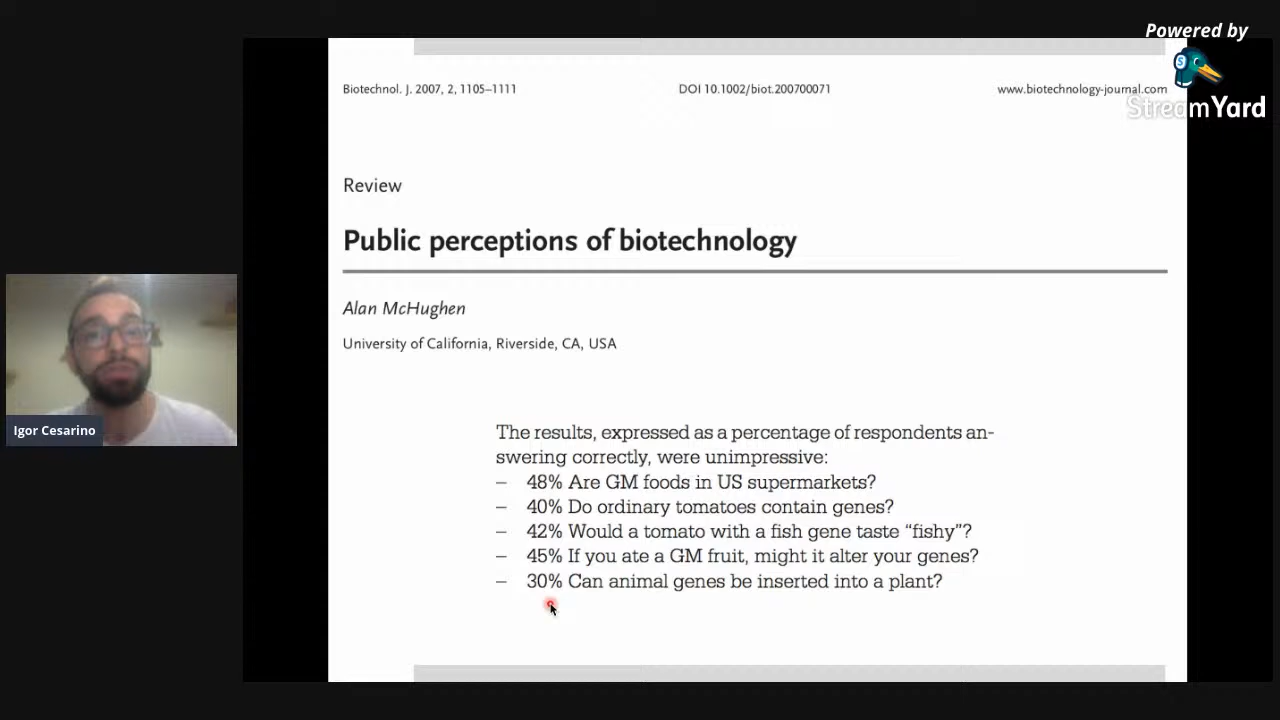 Powered by
StreamYard
Biotechnol. J. 2007, 2, 1105–1111 DOI 10.1002/biot.200700071 www.biotechnology-journal.com
Review
Public perceptions of biotechnology
Alan McHughen
University of California, Riverside, CA, USA
Igor Cesarino
The results, expressed as a percentage of respondents an-
swering correctly, were unimpressive:
– 48% Are GM foods in US supermarkets?
– 40% Do ordinary tomatoes contain genes?
– 42% Would a tomato with a fish gene taste “fishy”?
– 45% If you ate a GM fruit, might it alter your genes?
– 30% Can animal genes be inserted into a plant?